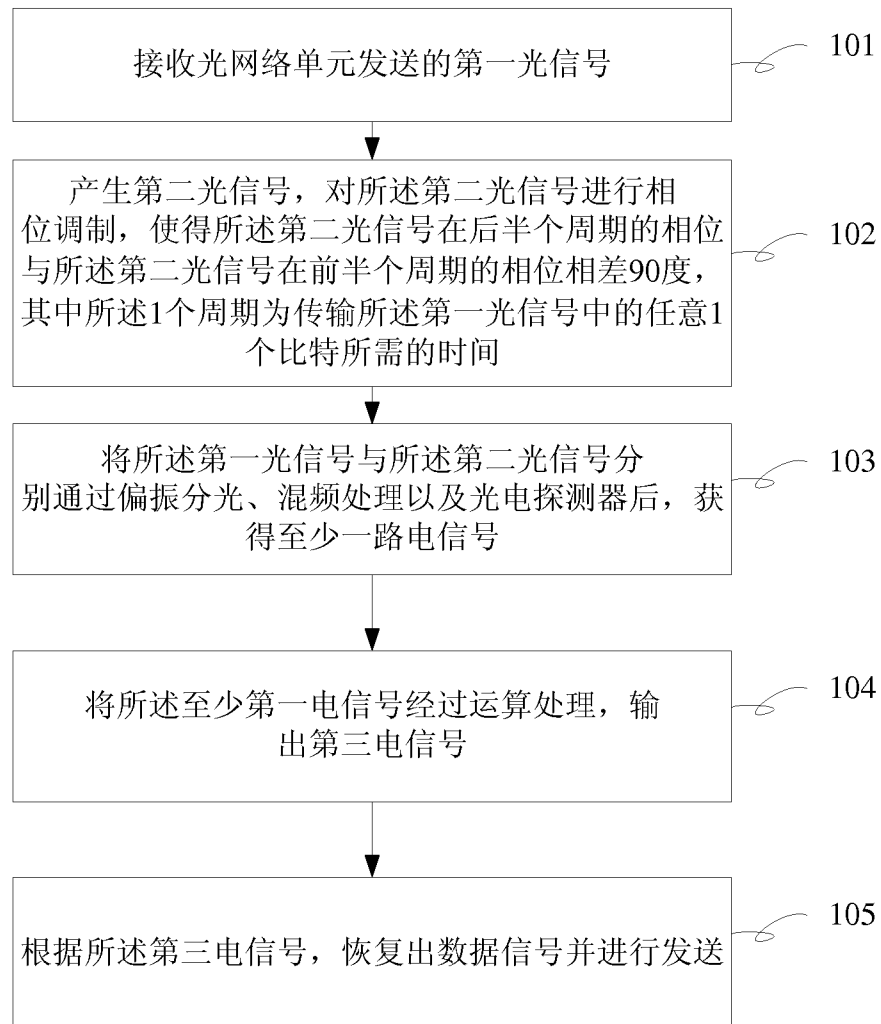 接收光网络单元发送的第一光信号
101
产生第二光信号，对所述第二光信号进行相
位调制，使得所述第二光信号在后半个周期的相位
与所述第二光信号在前半个周期的相位相差90度，
其中所述1个周期为传输所述第一光信号中的任意1
个比特所需的时间
102
将所述第一光信号与所述第二光信号分
别通过偏振分光、混频处理以及光电探测器后，获
得至少一路电信号
103
将所述至少第一电信号经过运算处理，输
出第三电信号
104
根据所述第三电信号，恢复出数据信号并进行发送
105